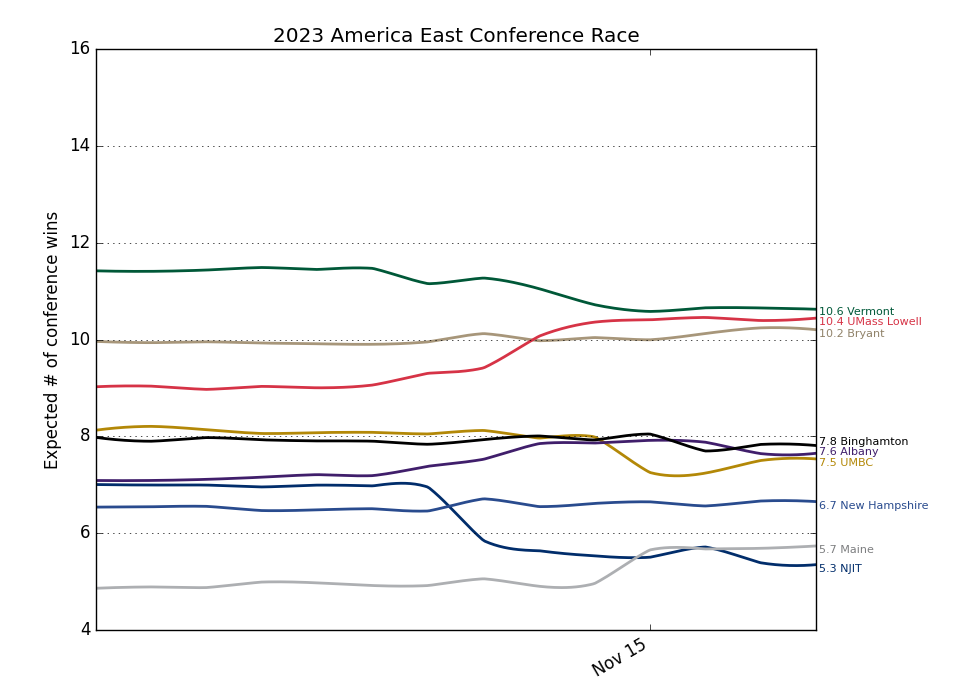 2023 America East Conference Race
Expected # of conference wins
16
14
12
10
8
6
4
Nov 15
10.6 Vermont
10.4 UMass Lowell
10.2 Bryant
7.8 Binghamton
7.6 Albany
7.5 UMBC
6.7 New Hampshire
5.7 Maine
5.3 NJIT